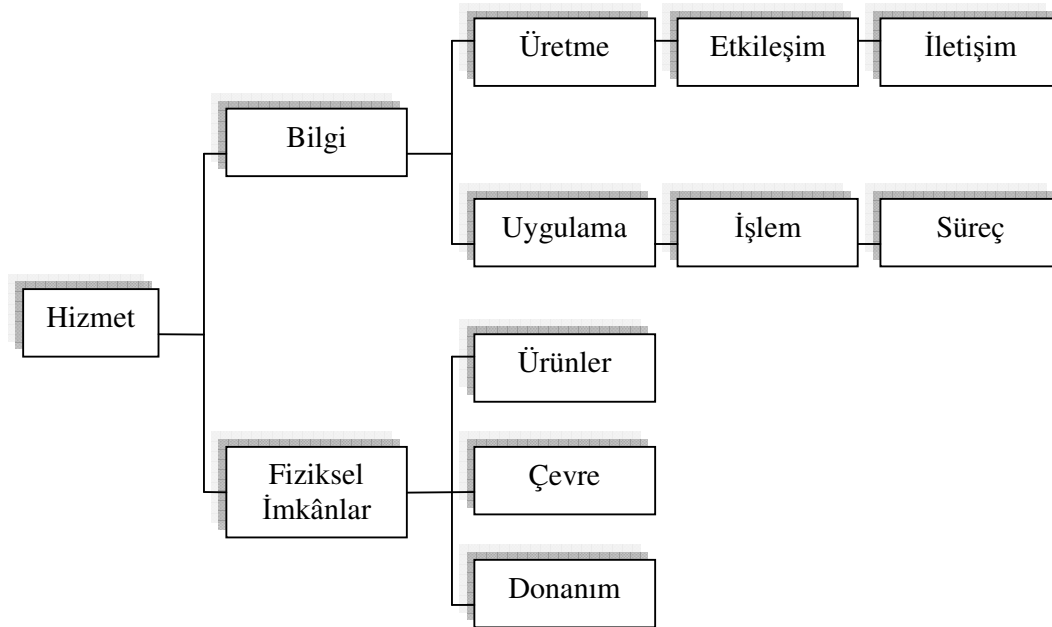 Üretme
Etkileşim
İletişim
Bilgi
Uygulama
İşlem
Süreç
Hizmet
Ürünler
Fiziksel
İmkânlar
Çevre
Donanım